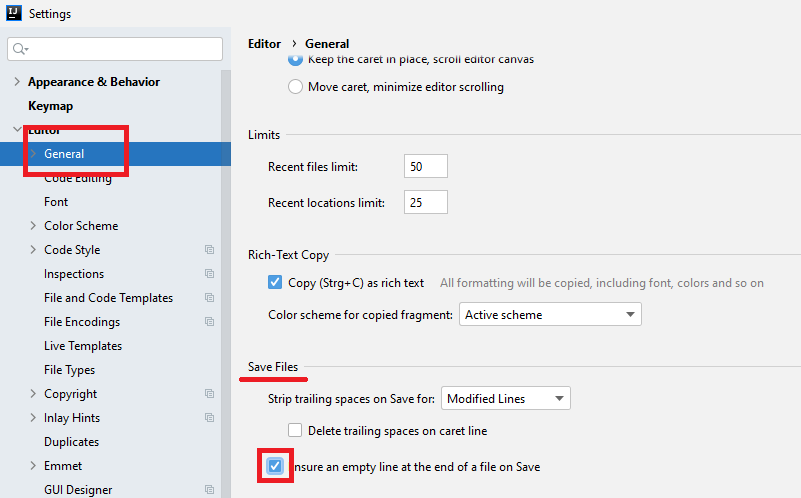 IJ
Settings
Appearance & Behavior
Keymap
Editor
General
Code Editing
Font
Color Scheme
Code Style
Inspections
File and Code Templates
File Encodings
Live Templates
File Types
Copyright
Inlay Hints
Duplicates
Emmet
GUI Designer
Editor › General
Keep the caret in place, scroll editor canvas
Move caret, minimize editor scrolling
Limits
Recent files limit: 50
Recent locations limit: 25
Rich-Text Copy
Copy (Strg+C) as rich text All formatting will be copied, including font, colors and so on
Color scheme for copied fragment: Active scheme
Save Files
Strip trailing spaces on Save for: Modified Lines
Delete trailing spaces on caret line
nsure an empty line at the end of a file on Save